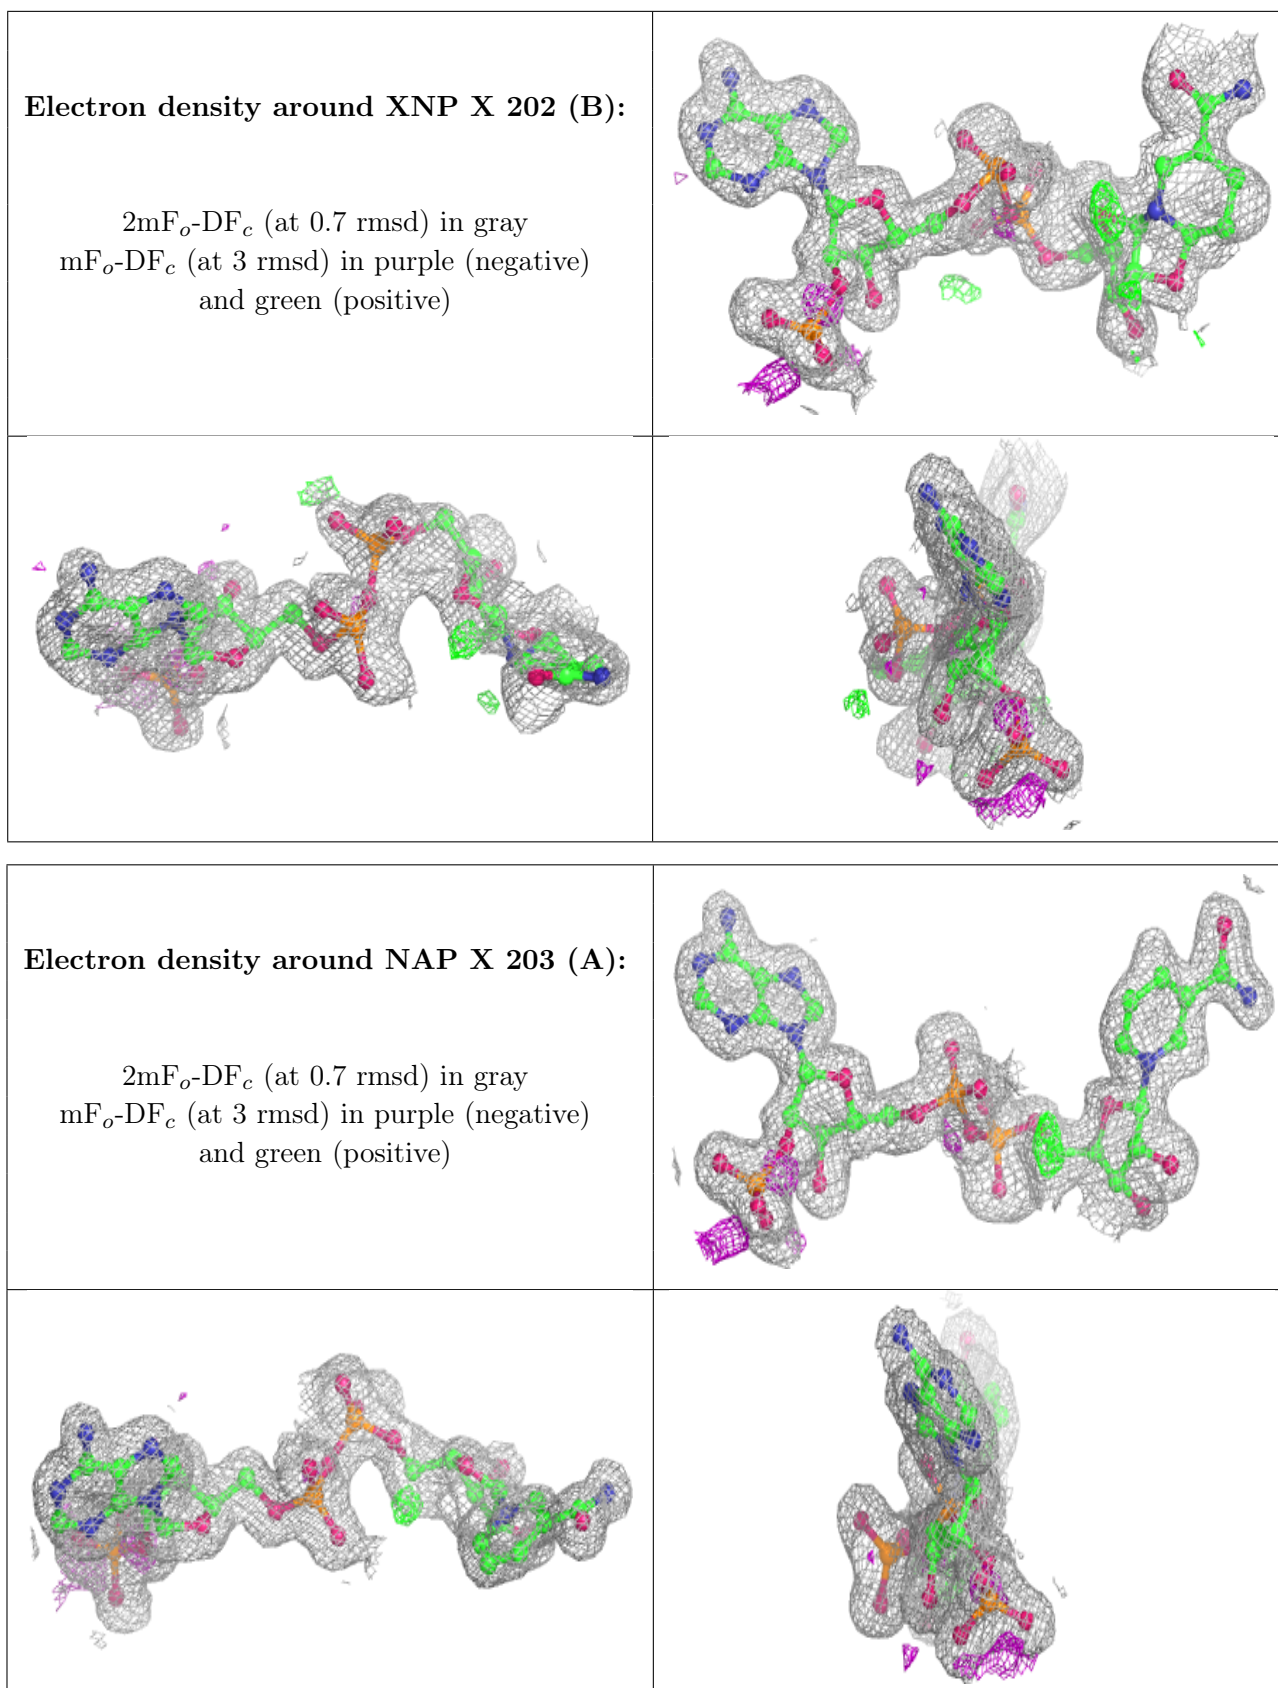 Electron density around XNP X 202 (B):
2mFo-DFc (at 0.7 rmsd) in gray
mFo-DFc (at 3 rmsd) in purple (negative)
and green (positive)
Electron density around NAP X 203 (A):
2mFo-DFc (at 0.7 rmsd) in gray
mFo-DFc (at 3 rmsd) in purple (negative)
and green (positive)